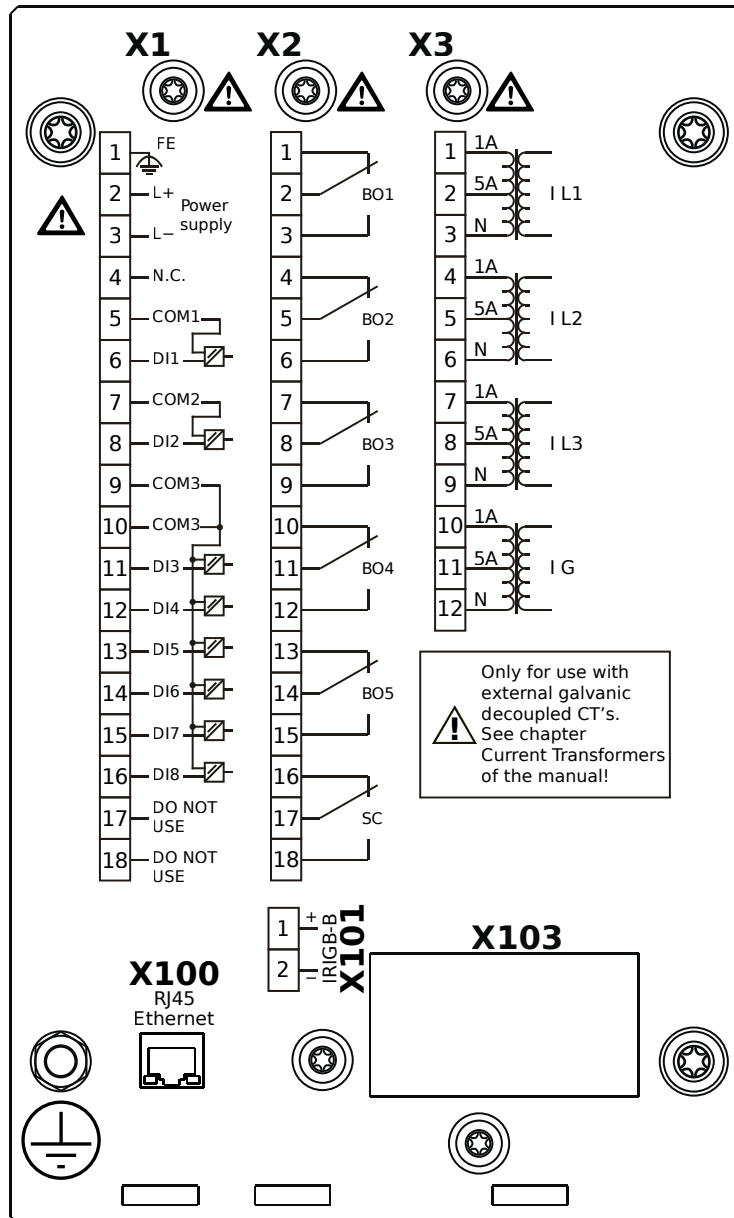 X1
X2
X3
1 FE
2 L+ Power supply
3 L−
4 N.C.
5 COM1
6 DI1
7 COM2
8 DI2
9 COM3
10 COM3
11 DI3
12 DI4
13 DI5
14 DI6
15 DI7
16 DI8
17 DO NOT
USE
18 DO NOT
USE
1
2 BO1
3
4
5 BO2
6
7
8 BO3
9
10
11 BO4
12
13
14 BO5
15
16
17 SC
18
1 1A
2 5A I L1
3 N
4 1A
5 5A I L2
6 N
7 1A
8 5A I L3
9 N
10 1A
11 5A I G
12 N
Only for use with
external galvanic
decoupled CT's.
See chapter
Current Transformers
of the manual!
1 +
2 −
IRIGB-B
X101
X103
X100
RJ45
Ethernet